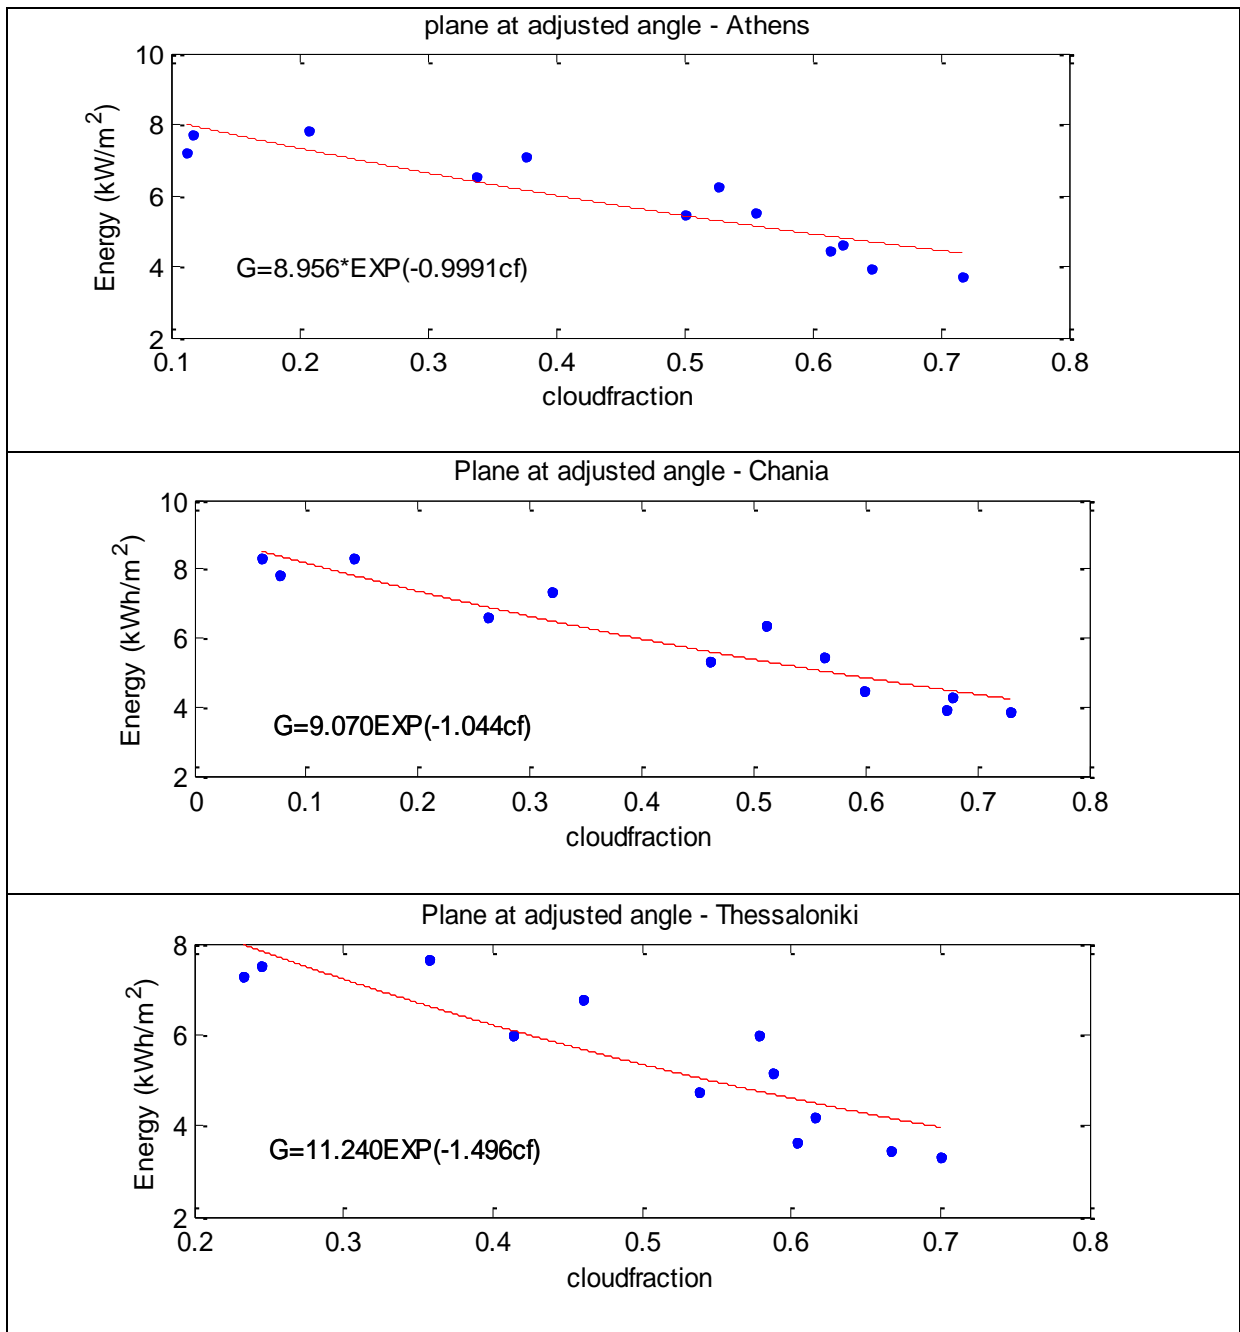 plane at adjusted angle - Athens
10
8
6
4
2
Energy (kW/m²)
G=8.956*EXP(-0.9991cf)
0.1 0.2 0.3 0.4 0.5 0.6 0.7 0.8
cloudfraction
Plane at adjusted angle - Chania
10
8
6
4
2
Energy (kWh/m²)
G=9.070EXP(-1.044cf)
0 0.1 0.2 0.3 0.4 0.5 0.6 0.7 0.8
cloudfraction
Plane at adjusted angle - Thessaloniki
8
6
4
2
Energy (kWh/m²)
G=11.240EXP(-1.496cf)
0.2 0.3 0.4 0.5 0.6 0.7 0.8
cloudfraction